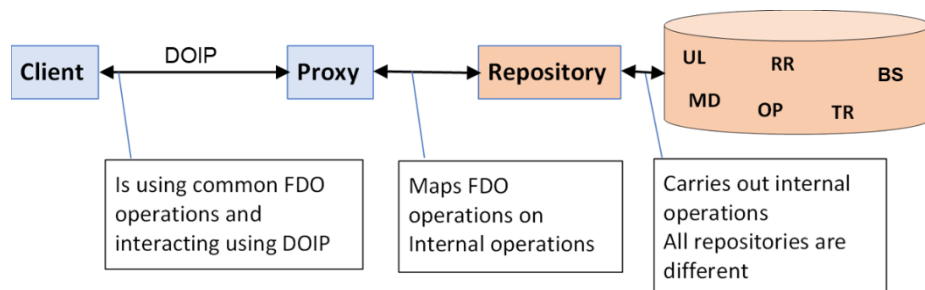 DOIP
Client
Proxy
Repository
UL
RR
BS
MD
OP
TR
Is using common FDO
operations and
interacting using DOIP
Maps FDO
operations on
Internal operations
Carries out internal
operations
All repositories are
different